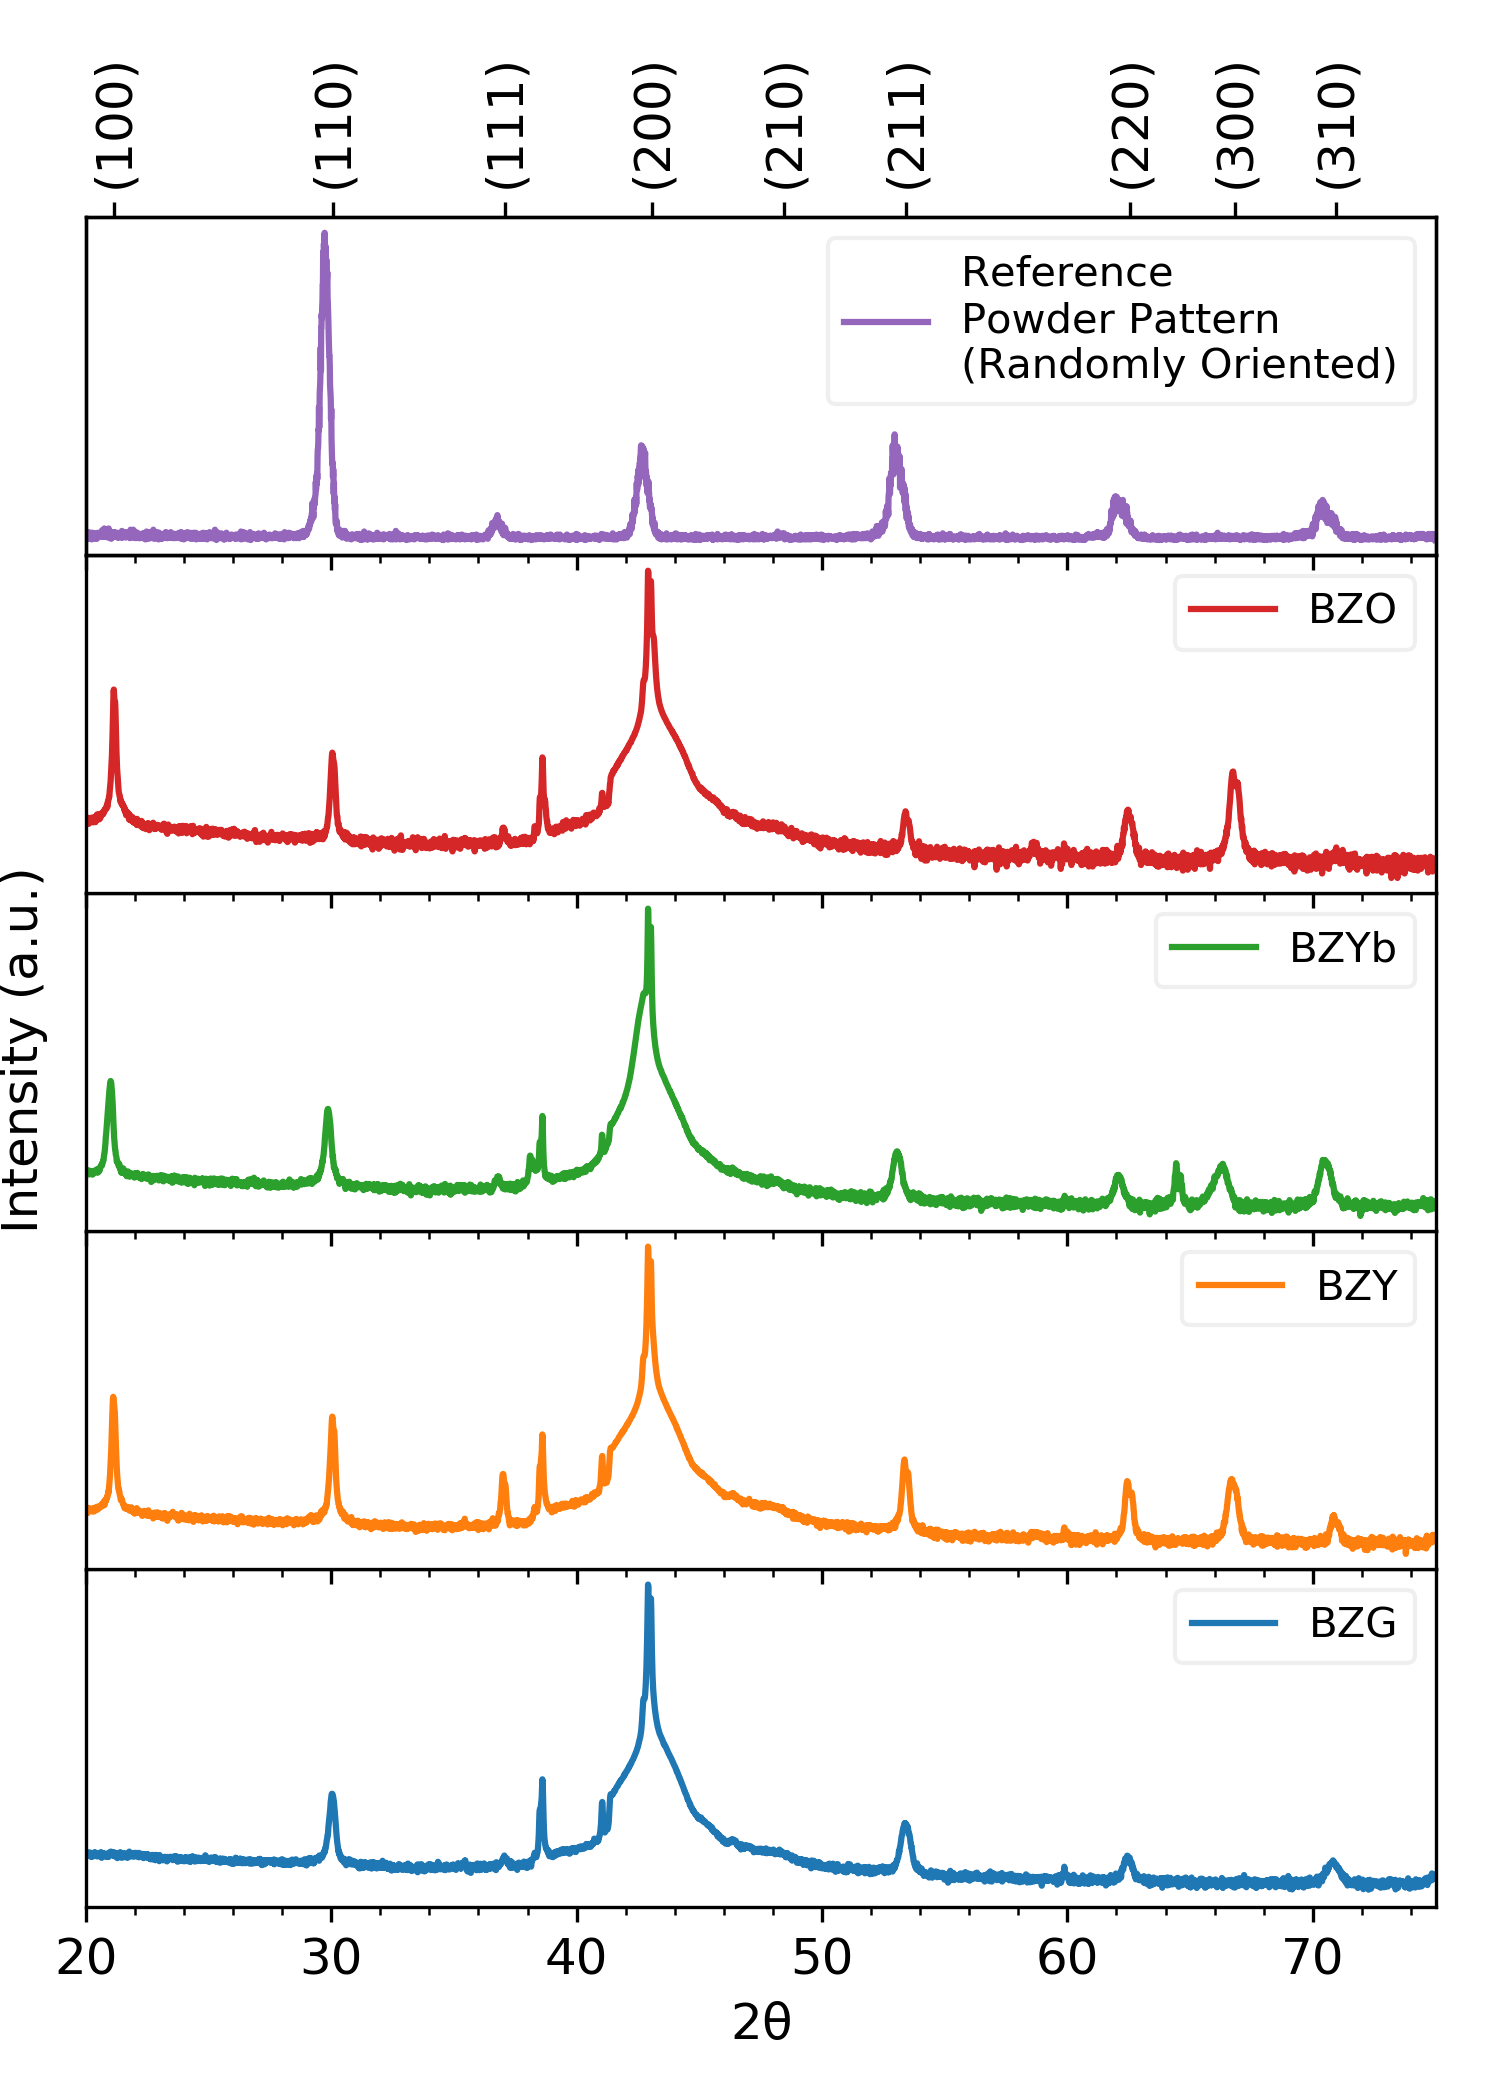 (100) (110) (111) (200) (210) (211) (220) (300) (310)
Reference
Powder Pattern
(Randomly Oriented)
BZO
BZYb
BZY
BZG
Intensity (a.u.)
20 30 40 50 60 70
2θ